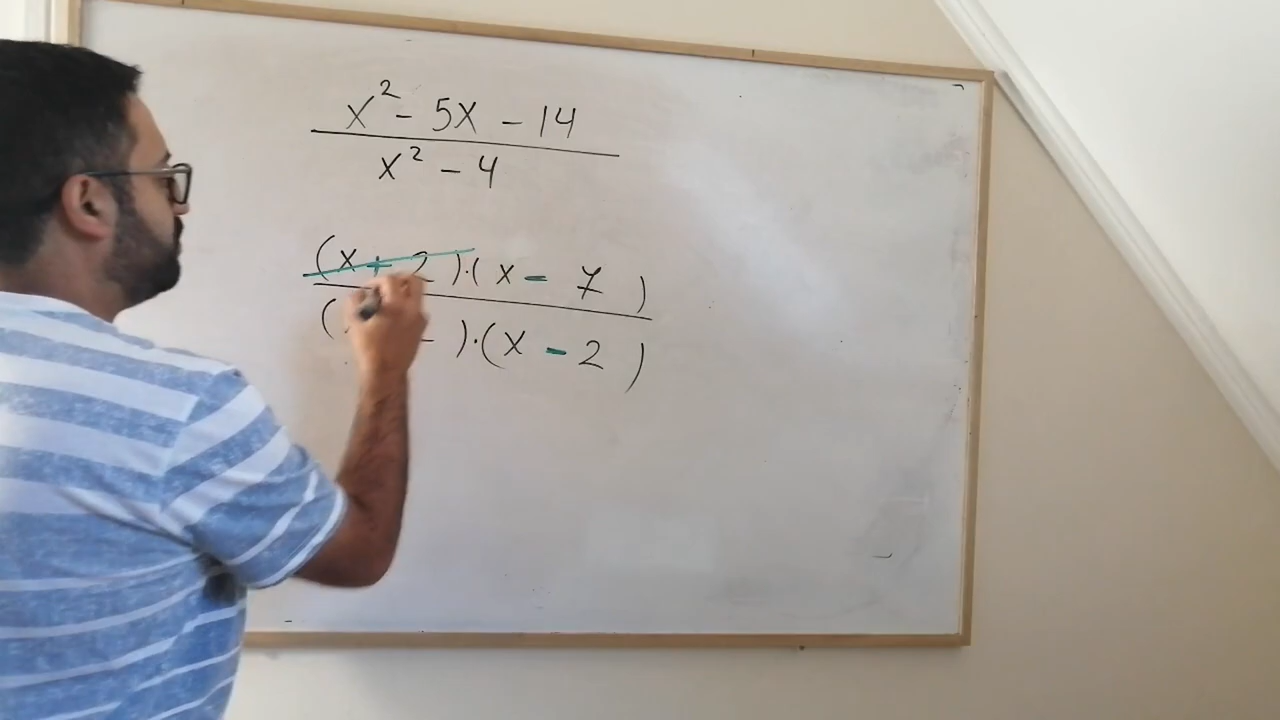 x² - 5x - 14
x² - 4
(x + 2)·(x - 7)
( )·(x - 2)